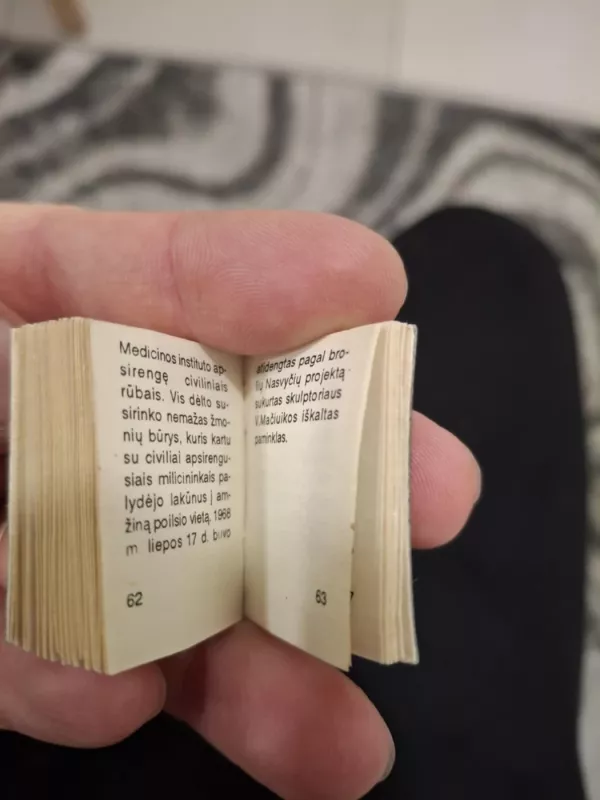 Medicinos instituto ap-
sirengę civiliniais
rūbais. Vis dėlto su-
sirinko nemažas žmo-
nių būrys, kuris kartu
su civiliai apsirengu-
siais milicininkais pa-
lydėjo lakūnus į am-
žiną poilsio vietą. 1968
m. liepos 17 d. buvo
62
atidengtas pagal bro-
lių Nasvyčių projektą
sukurtas skulptoriaus
V.Mačiuikos iškaltas
paminklas.
63
7